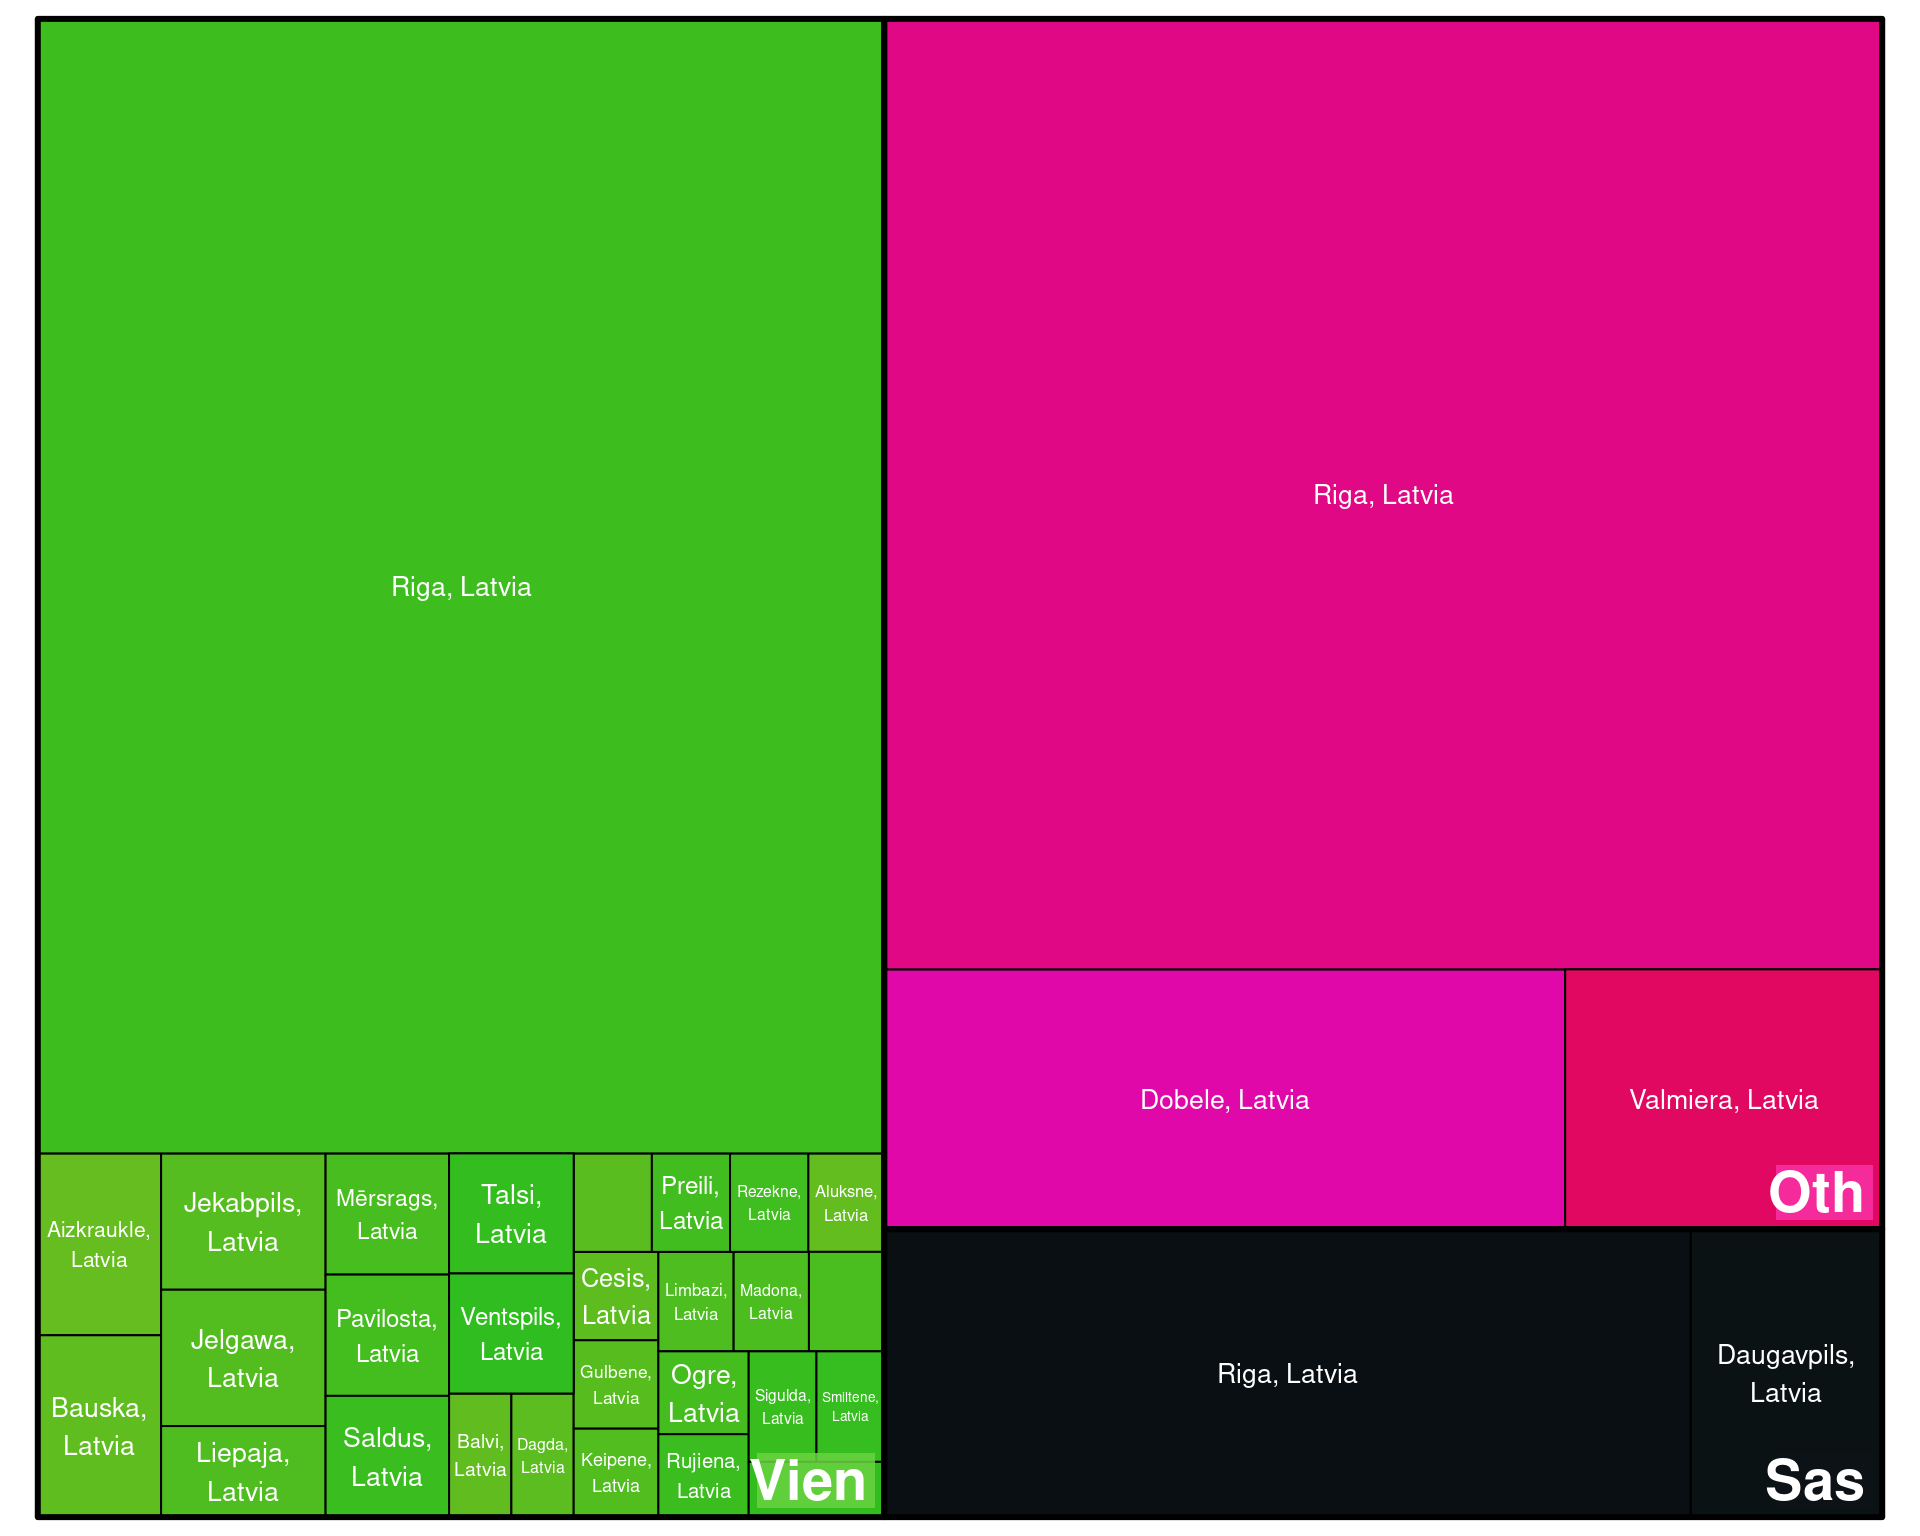 Riga, Latvia
Aizkraukle,
Latvia
Bauska,
Latvia
Jekabpils,
Latvia
Jelgawa,
Latvia
Liepaja,
Latvia
Mērsrags,
Latvia
Pavilosta,
Latvia
Saldus,
Latvia
Talsi,
Latvia
Ventspils,
Latvia
Balvi,
Latvia
Dagda,
Latvia
Preili,
Latvia
Rezekne,
Latvia
Aluksne,
Latvia
Cesis,
Latvia
Gulbene,
Latvia
Keipene,
Latvia
Limbazi,
Latvia
Madona,
Latvia
Ogre,
Latvia
Rujiena,
Latvia
Sigulda,
Latvia
Smiltene,
Latvia
Vien
Riga, Latvia
Dobele, Latvia
Valmiera, Latvia
Oth
Riga, Latvia
Daugavpils,
Latvia
Sas